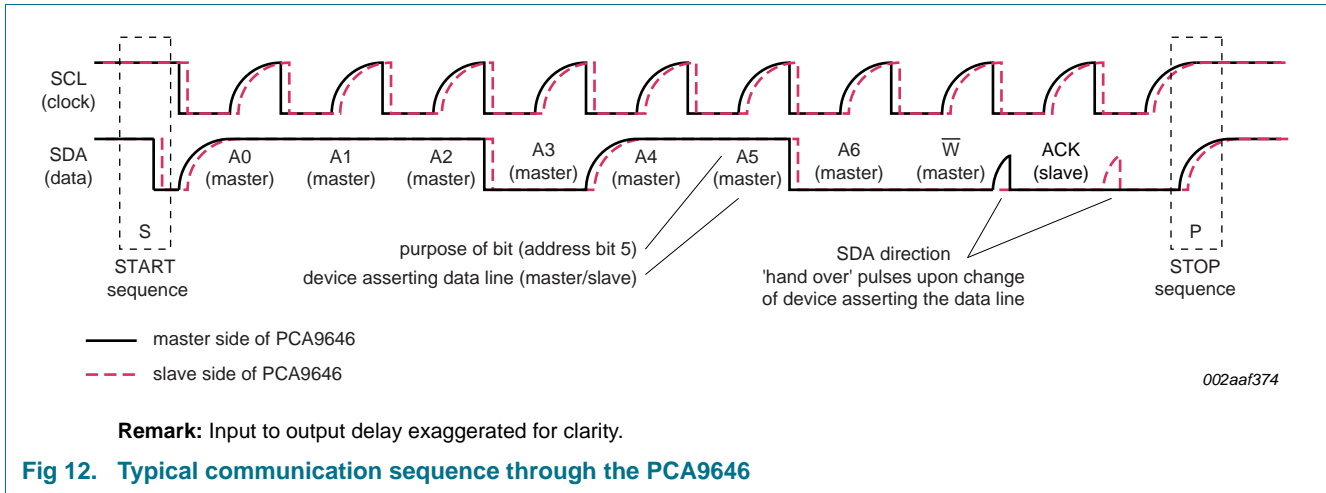 SCL
(clock)
SDA
(data)
A0
(master)
A1
(master)
A2
(master)
A3
(master)
A4
(master)
A5
(master)
A6
(master)
W̅
(master)
ACK
(slave)
S
START
sequence
purpose of bit (address bit 5)
device asserting data line (master/slave)
SDA direction
'hand over' pulses upon change
of device asserting the data line
P
STOP
sequence
master side of PCA9646
slave side of PCA9646
002aaf374
Remark: Input to output delay exaggerated for clarity.
Fig 12. Typical communication sequence through the PCA9646